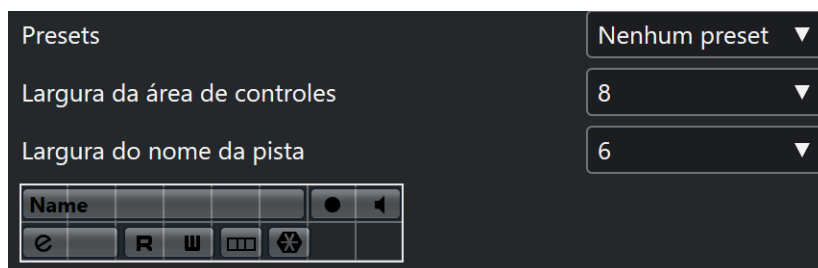 Presets Nenhum preset
Largura da área de controles 8
Largura do nome da pista 6
Name
e R W